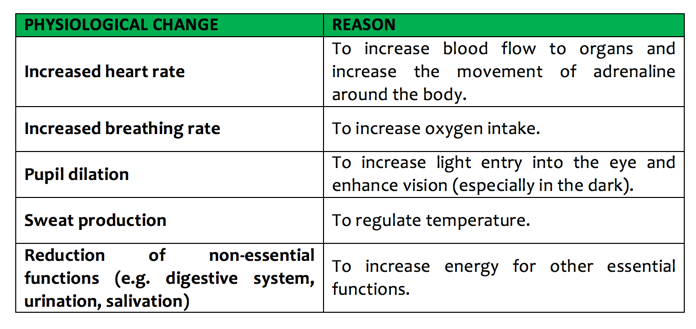 PHYSIOLOGICAL CHANGE
REASON
Increased heart rate
To increase blood flow to organs and
increase the movement of adrenaline
around the body.
Increased breathing rate
To increase oxygen intake.
Pupil dilation
To increase light entry into the eye and
enhance vision (especially in the dark).
Sweat production
To regulate temperature.
Reduction of non-essential
functions (e.g. digestive system,
urination, salivation)
To increase energy for other essential
functions.